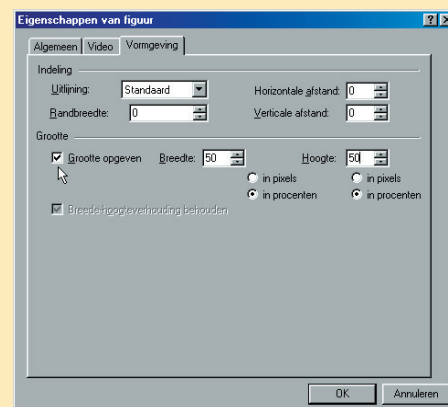 Eigenschappen van figuur
Algemeen Video Vormgeving
Indeling
Uitlijning: Standaard Horizontale afstand: 0
Randbreedte: 0 Verticale afstand: 0
Grootte
Grootte opgeven Breedte: 50 Hoogte: 50
in pixels in pixels
in procenten in procenten
Breedte-hoogteverhouding behouden
OK Annuleren